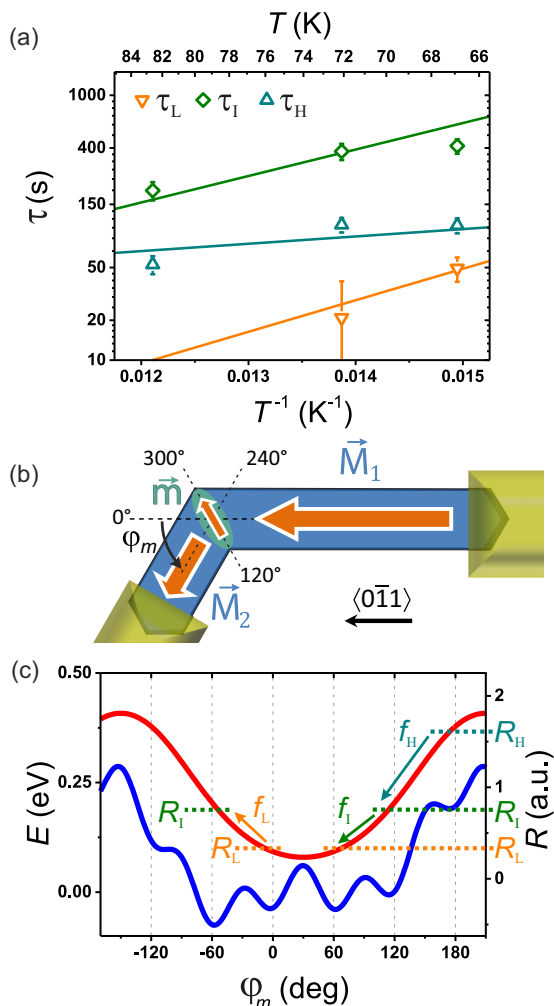 (a)
T (K)
84 82 80 78 76 74 72 70 68 66
τL τI τH
1000
400
150
50
20
10
τ (s)
0.012 0.013 0.014 0.015
T⁻¹ (K⁻¹)
(b)
300° 240° M⃗1
m⃗
0°
φm
120°
M⃗2
⟨01̅1⟩
(c)
0.50
0.25
0.00
E (eV)
2
1
0
R (a.u.)
fH RH
RI fL fI RI
RL RL
-120 -60 0 60 120 180
φm (deg)